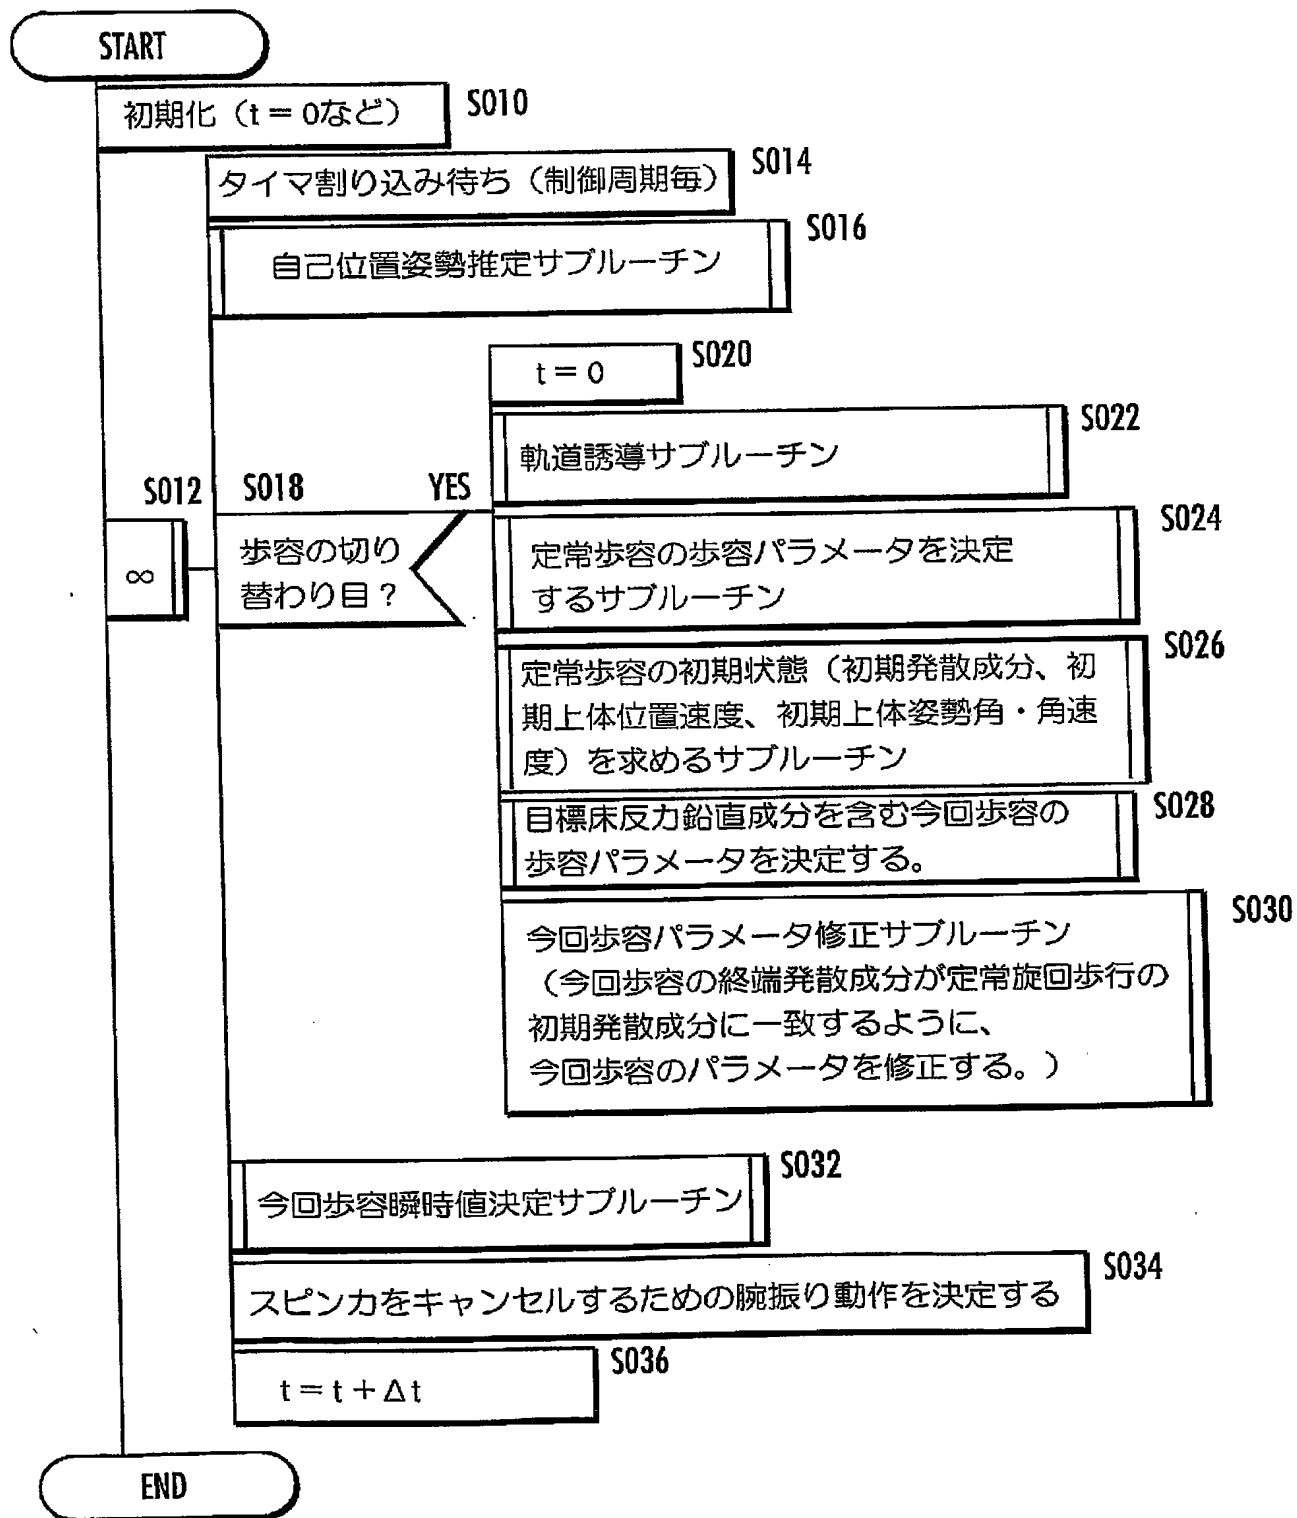 START
初期化（t＝0など）
S010
タイマ割り込み待ち（制御周期毎）
S014
自己位置姿勢推定サブルーチン
S016
t＝0
S020
軌道誘導サブルーチン
S022
S012
∞
S018
YES
歩容の切り
替わり目？
定常歩容の歩容パラメータを決定
するサブルーチン
S024
定常歩容の初期状態（初期発散成分、初
期上体位置速度、初期上体姿勢角・角速
度）を求めるサブルーチン
S026
目標床反力鉛直成分を含む今回歩容の
歩容パラメータを決定する。
S028
今回歩容パラメータ修正サブルーチン
（今回歩容の終端発散成分が定常旋回歩行の
初期発散成分に一致するように、
今回歩容のパラメータを修正する。）
S030
今回歩容瞬時値決定サブルーチン
S032
スピン力をキャンセルするための腕振り動作を決定する
S034
t＝t＋Δt
S036
END